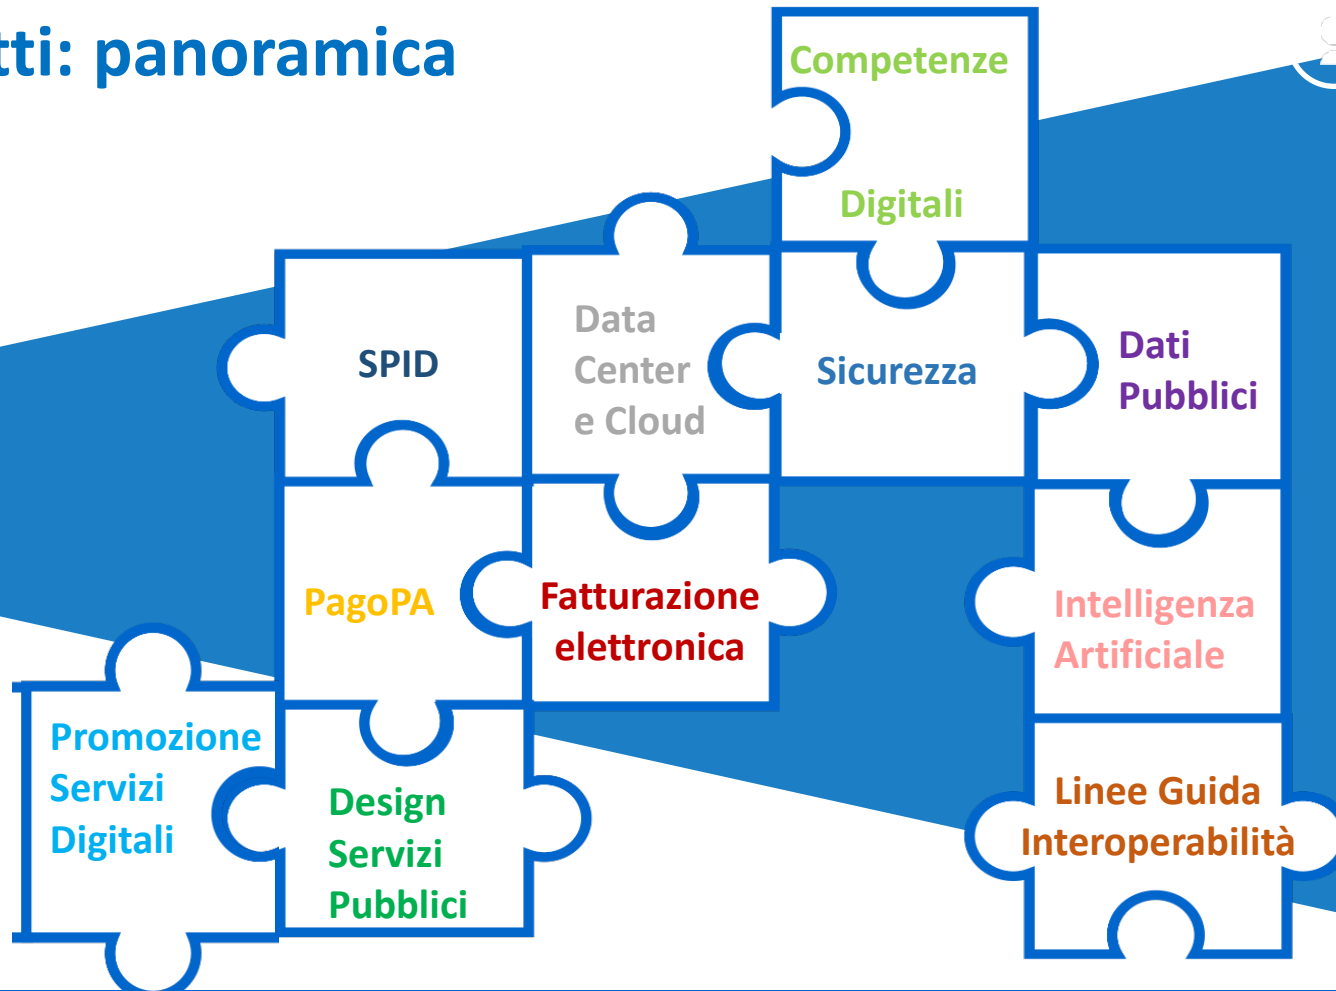 tti: panoramica
Competenze
Digitali
SPID
Data
Center
e Cloud
Sicurezza
Dati
Pubblici
PagoPA
Fatturazione
elettronica
Intelligenza
Artificiale
Promozione
Servizi
Digitali
Design
Servizi
Pubblici
Linee Guida
Interoperabilità